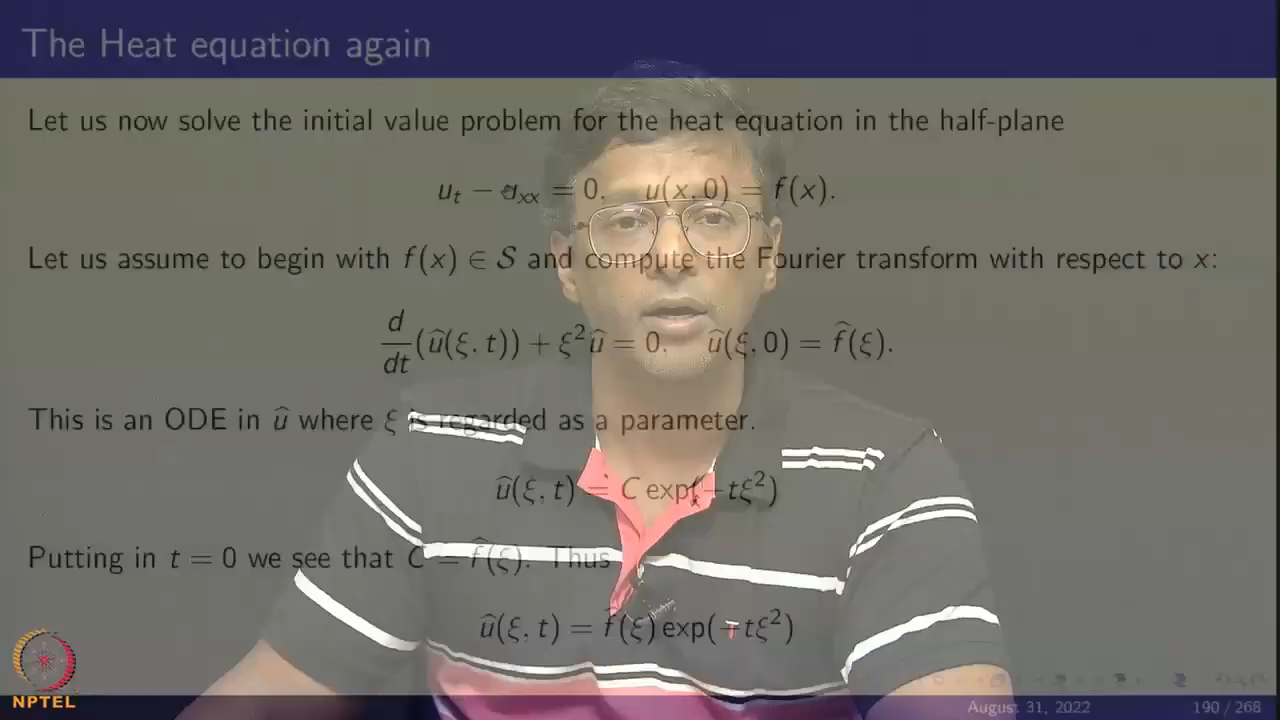 The Heat equation again
Let us now solve the initial value problem for the heat equation in the half-plane
u_t − u_xx = 0, u(x, 0) = f(x).
Let us assume to begin with f(x) ∈ 𝒮 and compute the Fourier transform with respect to x:
d/dt (û(ξ, t)) + ξ²û = 0, û(ξ, 0) = f̂(ξ).
This is an ODE in û where ξ is regarded as a parameter.
û(ξ, t) = C exp(−tξ²)
Putting in t = 0 we see that C = f̂(ξ). Thus
û(ξ, t) = f̂(ξ) exp(−tξ²)
NPTEL
August 31, 2022 190 / 268